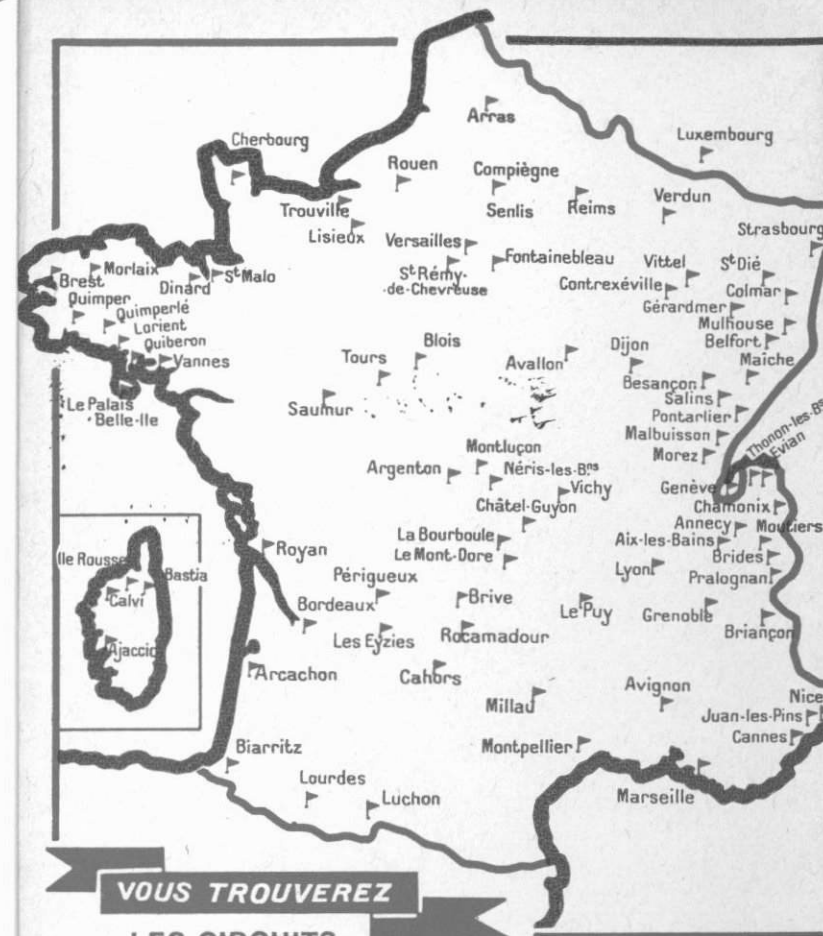 Arras
Cherbourg
Luxembourg
Rouen
Compiègne
Trouville
Senlis
Reims
Verdun
Lisieux
Versailles
Strasbourg
Fontainebleau
Morlaix
Brest
Dinard
St Malo
St Rémy-
-de-Chevreuse
Vittel
St Dié
Contrexéville
Colmar
Quimper
Quimperlé
Gérardmer
Lorient
Mulhouse
Quiberon
Belfort
Vannes
Tours
Blois
Avallon
Dijon
Maîche
Besançon
Le Palais
Belle-Ile
Saumur
Salins
Pontarlier
Malbuisson
Thonon-les-Bs
Evian
Montluçon
Morez
Argenton
Néris-les-Bns
Vichy
Genève
Châtel-Guyon
Chamonix
Annecy
Moutiers
La Bourboule
Aix-les-Bains
Royan
Le Mont-Dore
Brides
Ile Rousse
Bastia
Périgueux
Lyon
Pralognan
Calvi
Bordeaux
Brive
Le Puy
Grenoble
Les Eyzies
Rocamadour
Briançon
Ajaccio
Arcachon
Cahors
Avignon
Nice
Millau
Juan-les-Pins
Cannes
Biarritz
Montpellier
Lourdes
Luchon
Marseille
VOUS TROUVEREZ
LES CIRCUITS